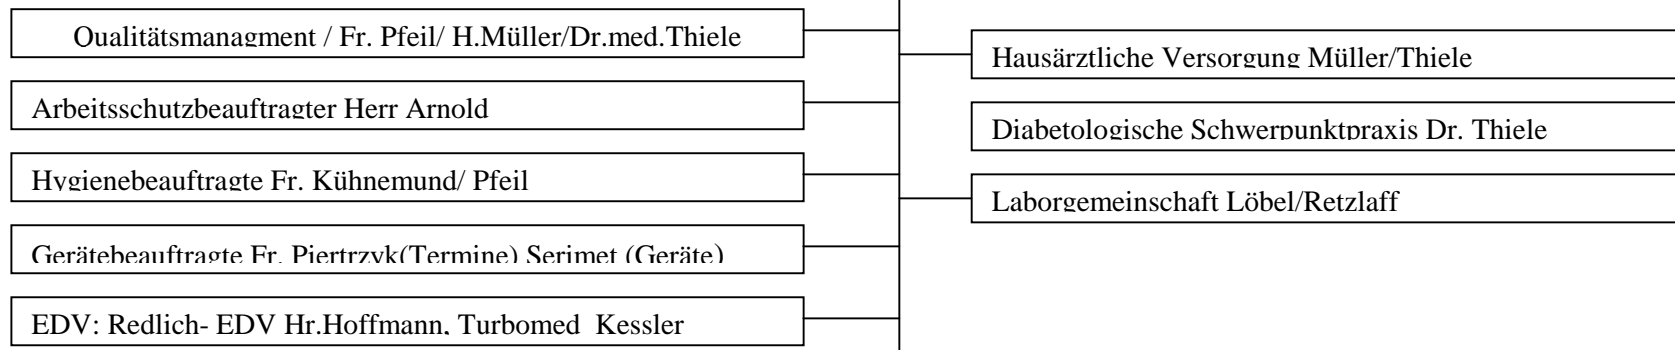 Qualitätsmanagment / Fr. Pfeil/ H.Müller/Dr.med.Thiele
Arbeitsschutzbeauftragter Herr Arnold
Hygienebeauftragte Fr. Kühnemund/ Pfeil
Gerätebeauftragte Fr. Piertrzyk(Termine) Serimet (Geräte)
EDV: Redlich- EDV Hr.Hoffmann, Turbomed Kessler
Hausärztliche Versorgung Müller/Thiele
Diabetologische Schwerpunktpraxis Dr. Thiele
Laborgemeinschaft Löbel/Retzlaff